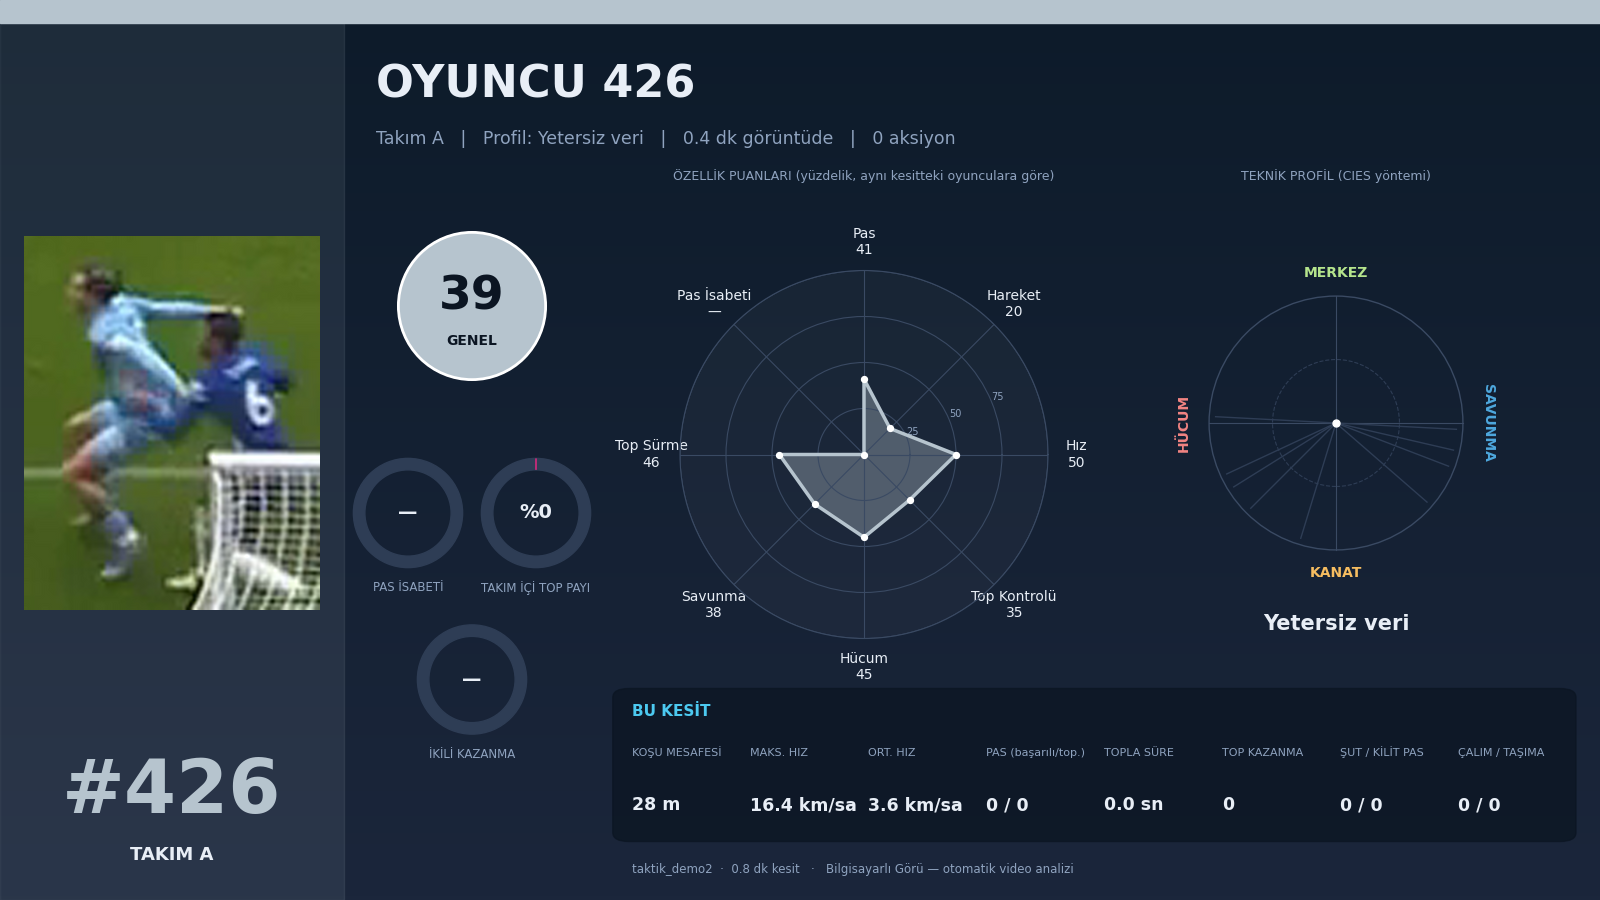 OYUNCU 426
Takım A | Profil: Yetersiz veri | 0.4 dk görüntüde | 0 aksiyon
ÖZELLİK PUANLARI (yüzdelik, aynı kesitteki oyunculara göre)
TEKNİK PROFİL (CIES yöntemi)
39
GENEL
6
—
PAS İSABETİ
%0
TAKIM İÇİ TOP PAYI
—
İKİLİ KAZANMA
Pas
41
Hareket
20
Hız
50
Top Kontrolü
35
Hücum
45
Savunma
38
Top Sürme
46
Pas İsabeti
—
25
50
75
MERKEZ
HÜCUM
SAVUNMA
KANAT
Yetersiz veri
#426
TAKIM A
BU KESİT
KOŞU MESAFESİ MAKS. HIZ ORT. HIZ PAS (başarılı/top.) TOPLA SÜRE TOP KAZANMA ŞUT / KİLİT PAS ÇALIM / TAŞIMA
28 m 16.4 km/sa 3.6 km/sa 0 / 0 0.0 sn 0 0 / 0 0 / 0
taktik_demo2 · 0.8 dk kesit · Bilgisayarlı Görü — otomatik video analizi